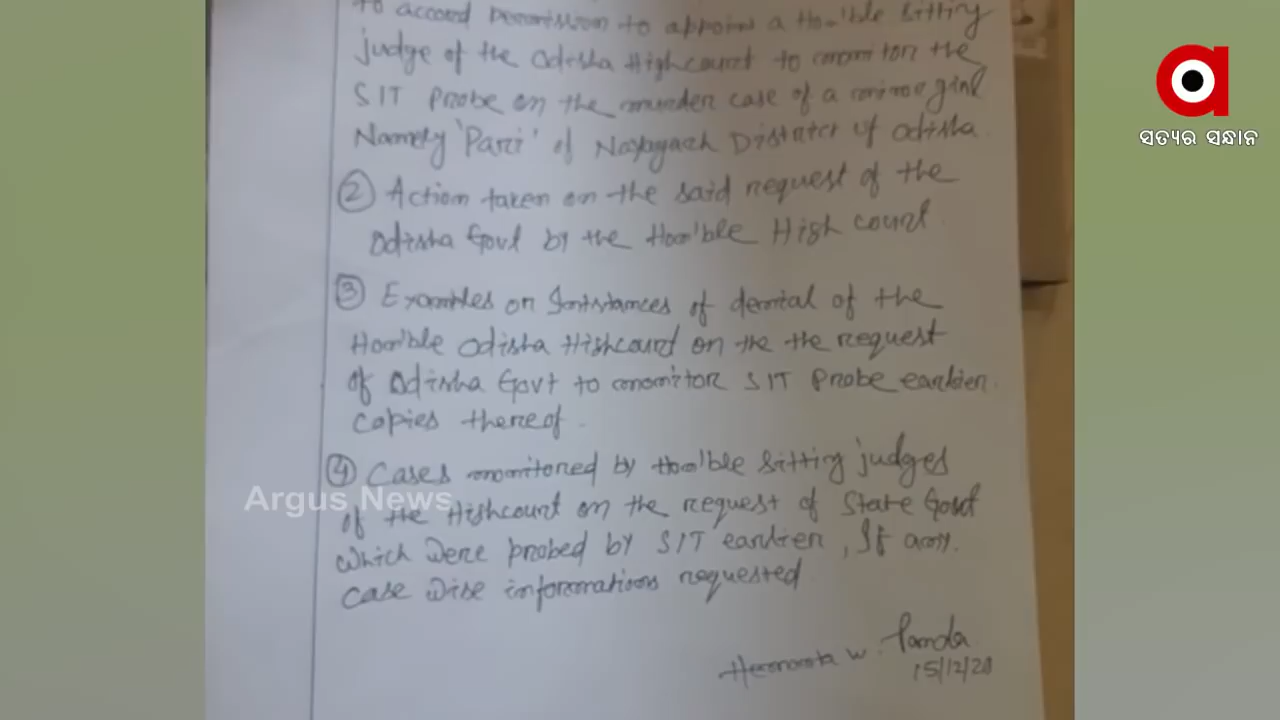 to accord permission to appoint a Hon'ble sitting
judge of the Odisha Highcourt to monitor the
SIT Probe on the murder case of a minor girl
Namely 'Pari' of Nayagarh District of Odisha
② Action taken on the said request of the
Odisha Govt by the Hon'ble High court
③ Examples on Instances of denial of the
Hon'ble Odisha Highcourt on the the request
of Odisha Govt to monitor SIT Probe earlier.
copies thereof.
④ Cases monitored by Hon'ble sitting judges
of the Highcourt on the request of State Govt
which were probed by SIT earlier, If any.
case wise informations requested
Panda
15/12/20
Argus News
a
ସତ୍ୟର ସନ୍ଧାନ